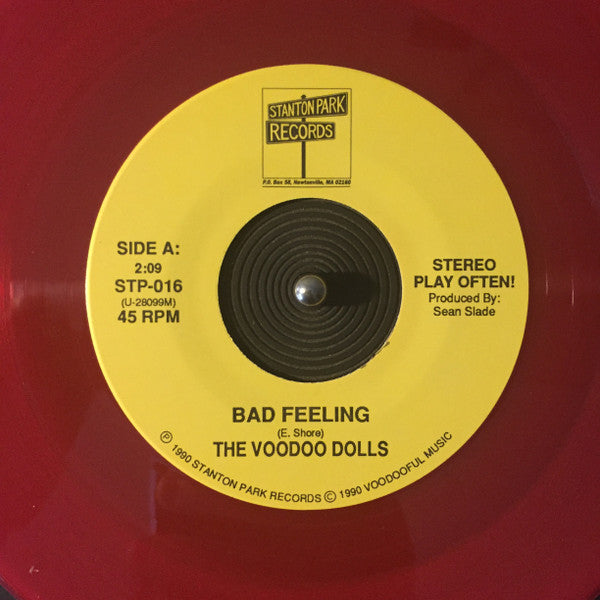 STANTON PARK
RECORDS
P.O. Box 58, Newtonville, MA 02160
SIDE A:
2:09
STP-016
(U-28099M)
45 RPM
STEREO
PLAY OFTEN!
Produced By:
Sean Slade
BAD FEELING
(E. Shore)
THE VOODOO DOLLS
℗ 1990 STANTON PARK RECORDS © 1990 VOODOOFUL MUSIC